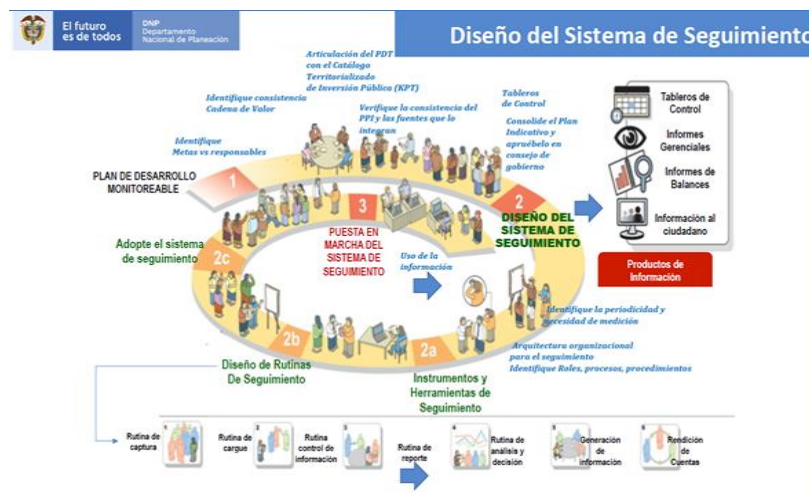 El futuro
es de todos
DNP
Departamento
Nacional de Planeación
Diseño del Sistema de Seguimiento
Articulación del PDT
con el Catálogo
Territorializado
de Inversión Pública (KPT)
Identifique consistencia
Cadena de Valor
Verifique la consistencia del
PPI y las fuentes que lo
integran
Tableros
de Control
Consolide el Plan
Indicativo y
apruébelo en
consejo de
gobierno
Identifique
Metas vs responsables
PLAN DE DESARROLLO
MONITOREABLE
1
2
DISEÑO DEL
SISTEMA DE
SEGUIMIENTO
3
PUESTA EN
MARCHA DEL
SISTEMA DE
SEGUIMIENTO
Uso de la
información
Adopte el sistema
de seguimiento
2c
2b
2a
Diseño de Rutinas
De Seguimiento
Instrumentos y
Herramientas de
Seguimiento
Identifique la periodicidad y
necesidad de medición
Arquitectura organizacional
para el seguimiento
Identifique Roles, procesos, procedimientos
Tableros de
Control
Informes
Gerenciales
Informes de
Balances
Información al
ciudadano
Productos de
Información
Rutina de
captura
1
Rutina de
cargue
2
Rutina
control de
información
3
Rutina de
reporte
4
Rutina de
análisis y
decisión
5
Generación
de
información
6
Rendición
de
Cuentas